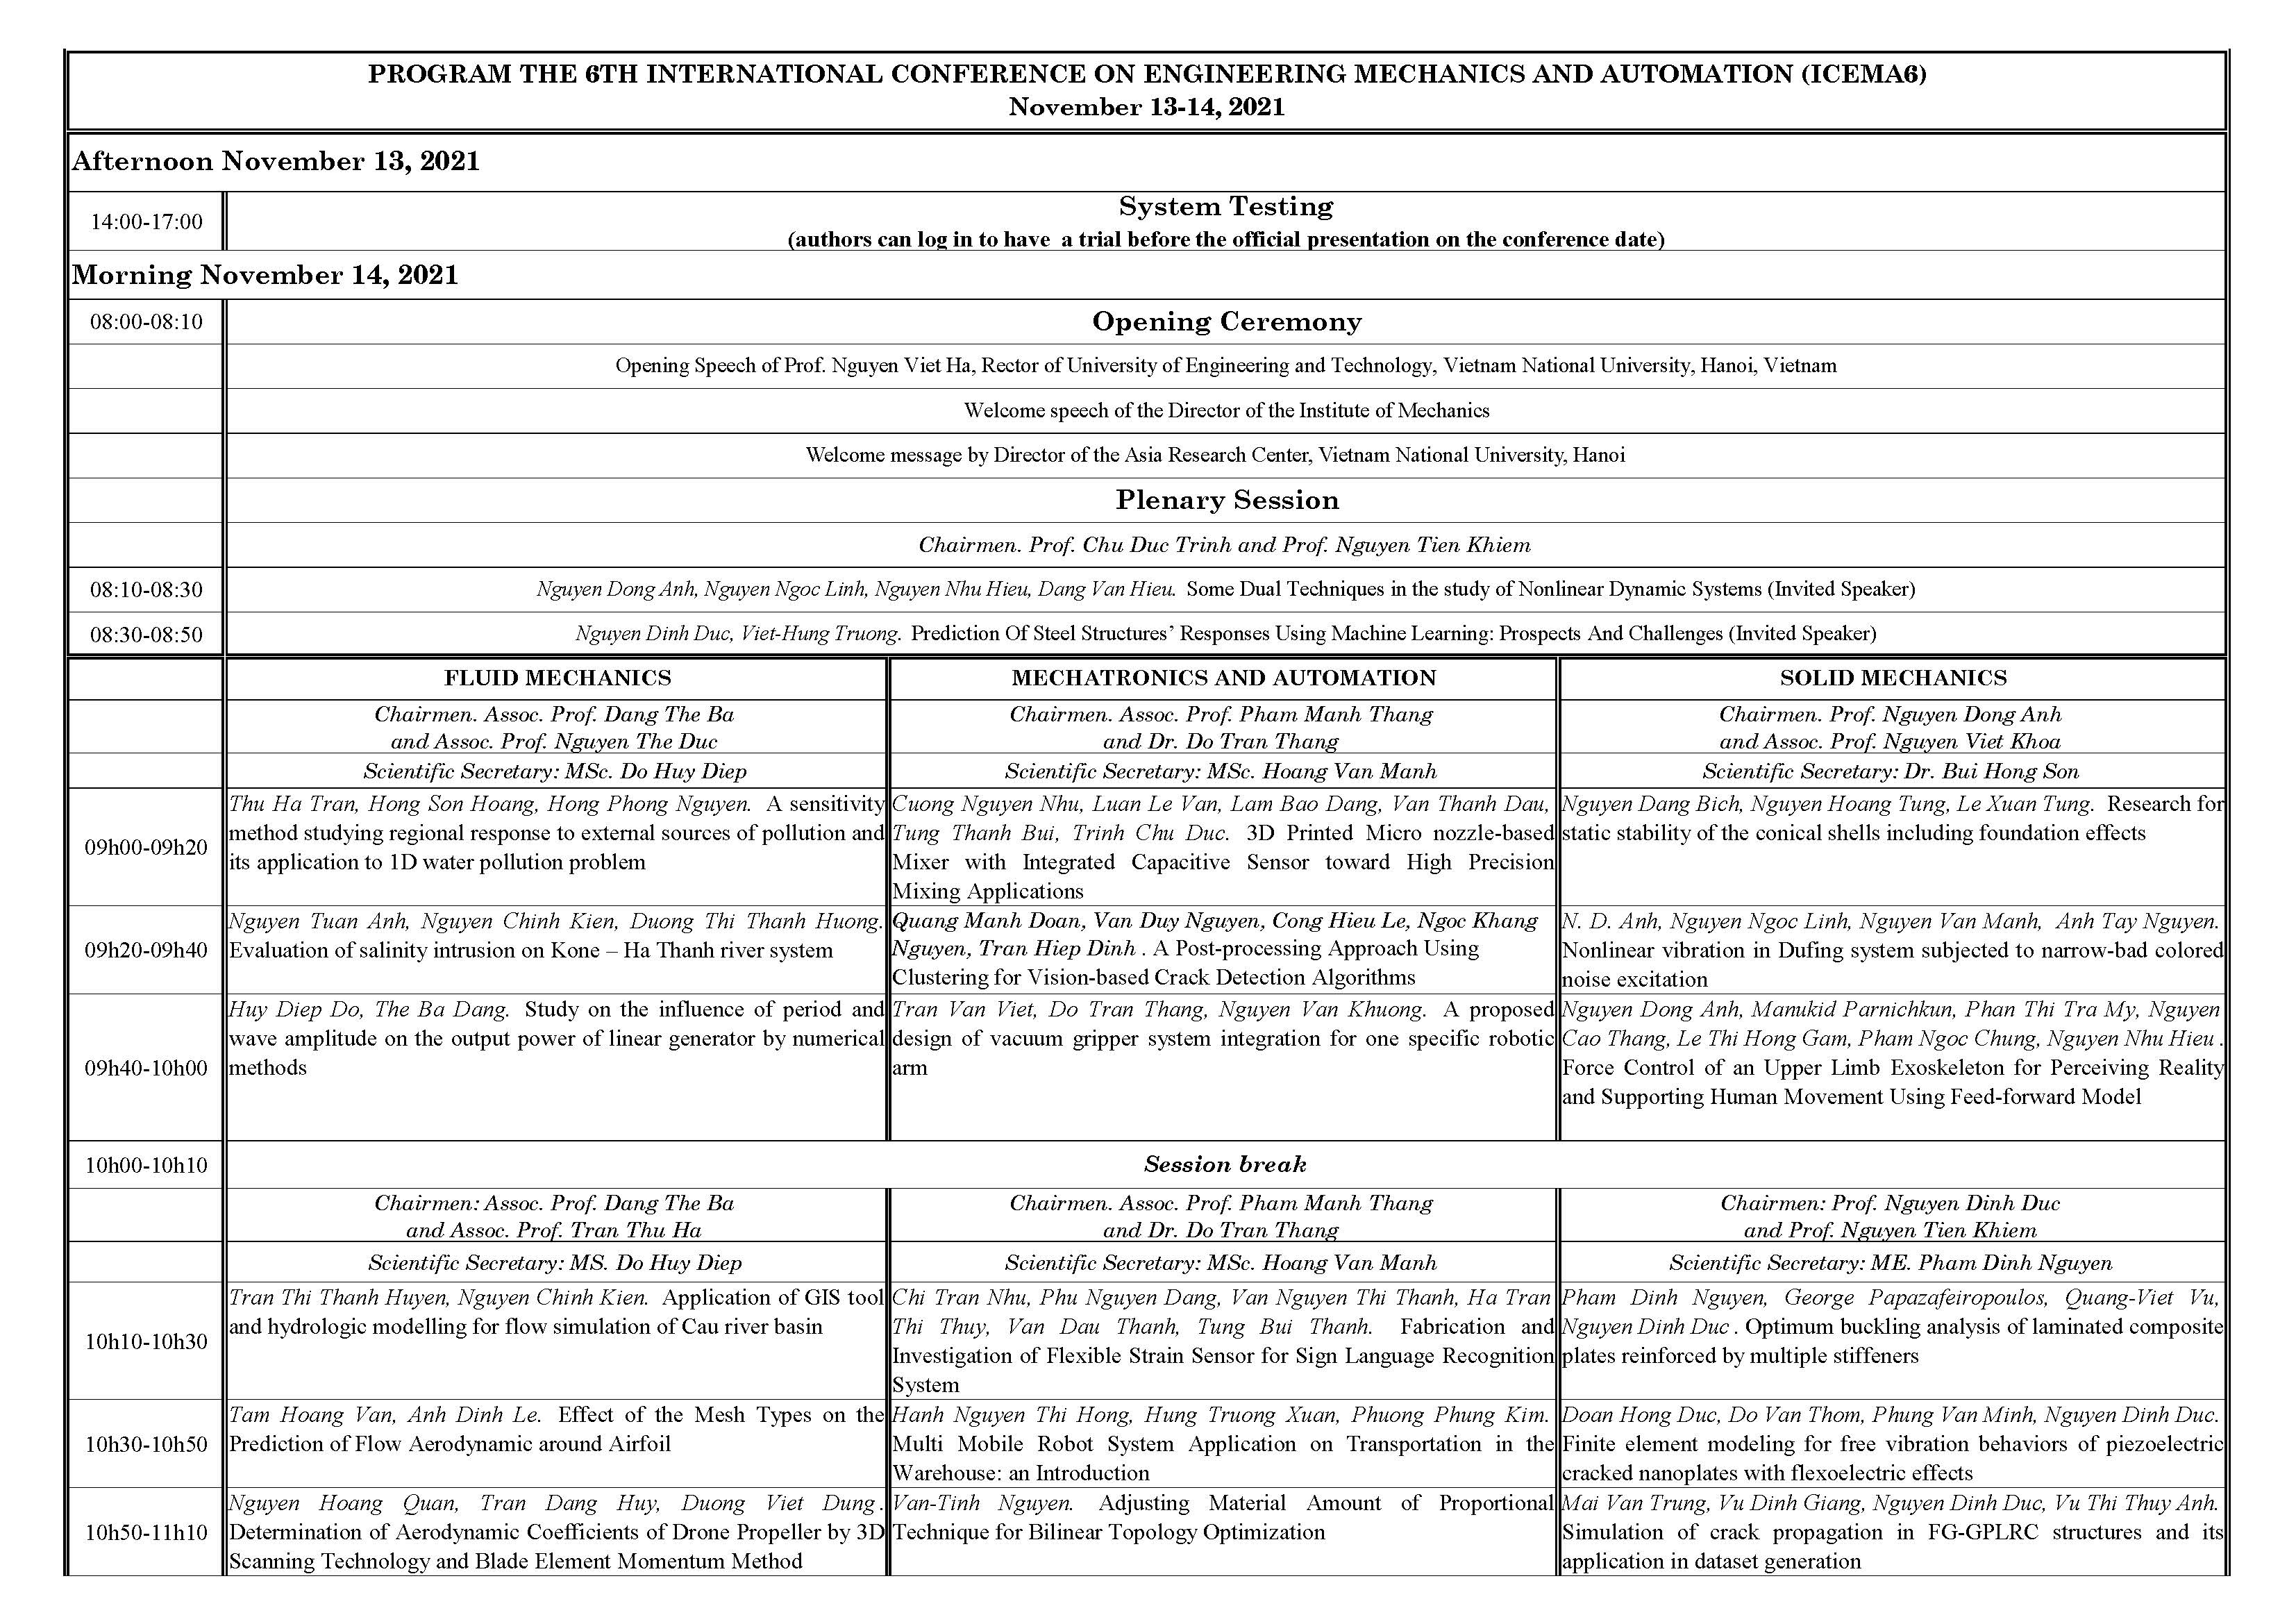 PROGRAM THE 6TH INTERNATIONAL CONFERENCE ON ENGINEERING MECHANICS AND AUTOMATION (ICEMA6)
November 13-14, 2021
Afternoon November 13, 2021
14:00-17:00
System Testing
(authors can log in to have a trial before the official presentation on the conference date)
Morning November 14, 2021
08:00-08:10
Opening Ceremony
Opening Speech of Prof. Nguyen Viet Ha, Rector of University of Engineering and Technology, Vietnam National University, Hanoi, Vietnam
Welcome speech of the Director of the Institute of Mechanics
Welcome message by Director of the Asia Research Center, Vietnam National University, Hanoi
Plenary Session
Chairmen. Prof. Chu Duc Trinh and Prof. Nguyen Tien Khiem
08:10-08:30
Nguyen Dong Anh, Nguyen Ngoc Linh, Nguyen Nhu Hieu, Dang Van Hieu. Some Dual Techniques in the study of Nonlinear Dynamic Systems (Invited Speaker)
08:30-08:50
Nguyen Dinh Duc, Viet-Hung Truong. Prediction Of Steel Structures’ Responses Using Machine Learning: Prospects And Challenges (Invited Speaker)
FLUID MECHANICS
MECHATRONICS AND AUTOMATION
SOLID MECHANICS
Chairmen. Assoc. Prof. Dang The Ba
and Assoc. Prof. Nguyen The Duc
Chairmen. Assoc. Prof. Pham Manh Thang
and Dr. Do Tran Thang
Chairmen. Prof. Nguyen Dong Anh
and Assoc. Prof. Nguyen Viet Khoa
Scientific Secretary: MSc. Do Huy Diep
Scientific Secretary: MSc. Hoang Van Manh
Scientific Secretary: Dr. Bui Hong Son
09h00-09h20
Thu Ha Tran, Hong Son Hoang, Hong Phong Nguyen. A sensitivity
method studying regional response to external sources of pollution and
its application to 1D water pollution problem
Cuong Nguyen Nhu, Luan Le Van, Lam Bao Dang, Van Thanh Dau,
Tung Thanh Bui, Trinh Chu Duc. 3D Printed Micro nozzle-based
Mixer with Integrated Capacitive Sensor toward High Precision
Mixing Applications
Nguyen Dang Bich, Nguyen Hoang Tung, Le Xuan Tung. Research for
static stability of the conical shells including foundation effects
09h20-09h40
Nguyen Tuan Anh, Nguyen Chinh Kien, Duong Thi Thanh Huong.
Evaluation of salinity intrusion on Kone – Ha Thanh river system
Quang Manh Doan, Van Duy Nguyen, Cong Hieu Le, Ngoc Khang
Nguyen, Tran Hiep Dinh . A Post-processing Approach Using
Clustering for Vision-based Crack Detection Algorithms
N. D. Anh, Nguyen Ngoc Linh, Nguyen Van Manh, Anh Tay Nguyen.
Nonlinear vibration in Dufing system subjected to narrow-bad colored
noise excitation
09h40-10h00
Huy Diep Do, The Ba Dang. Study on the influence of period and
wave amplitude on the output power of linear generator by numerical
methods
Tran Van Viet, Do Tran Thang, Nguyen Van Khuong. A proposed
design of vacuum gripper system integration for one specific robotic
arm
Nguyen Dong Anh, Manukid Parnichkun, Phan Thi Tra My, Nguyen
Cao Thang, Le Thi Hong Gam, Pham Ngoc Chung, Nguyen Nhu Hieu .
Force Control of an Upper Limb Exoskeleton for Perceiving Reality
and Supporting Human Movement Using Feed-forward Model
10h00-10h10
Session break
Chairmen: Assoc. Prof. Dang The Ba
and Assoc. Prof. Tran Thu Ha
Chairmen. Assoc. Prof. Pham Manh Thang
and Dr. Do Tran Thang
Chairmen: Prof. Nguyen Dinh Duc
and Prof. Nguyen Tien Khiem
Scientific Secretary: MS. Do Huy Diep
Scientific Secretary: MSc. Hoang Van Manh
Scientific Secretary: ME. Pham Dinh Nguyen
10h10-10h30
Tran Thi Thanh Huyen, Nguyen Chinh Kien. Application of GIS tool
and hydrologic modelling for flow simulation of Cau river basin
Chi Tran Nhu, Phu Nguyen Dang, Van Nguyen Thi Thanh, Ha Tran
Thi Thuy, Van Dau Thanh, Tung Bui Thanh. Fabrication and
Investigation of Flexible Strain Sensor for Sign Language Recognition
System
Pham Dinh Nguyen, George Papazafeiropoulos, Quang-Viet Vu,
Nguyen Dinh Duc . Optimum buckling analysis of laminated composite
plates reinforced by multiple stiffeners
10h30-10h50
Tam Hoang Van, Anh Dinh Le. Effect of the Mesh Types on the
Prediction of Flow Aerodynamic around Airfoil
Hanh Nguyen Thi Hong, Hung Truong Xuan, Phuong Phung Kim.
Multi Mobile Robot System Application on Transportation in the
Warehouse: an Introduction
Doan Hong Duc, Do Van Thom, Phung Van Minh, Nguyen Dinh Duc.
Finite element modeling for free vibration behaviors of piezoelectric
cracked nanoplates with flexoelectric effects
10h50-11h10
Nguyen Hoang Quan, Tran Dang Huy, Duong Viet Dung .
Determination of Aerodynamic Coefficients of Drone Propeller by 3D
Scanning Technology and Blade Element Momentum Method
Van-Tinh Nguyen. Adjusting Material Amount of Proportional
Technique for Bilinear Topology Optimization
Mai Van Trung, Vu Dinh Giang, Nguyen Dinh Duc, Vu Thi Thuy Anh.
Simulation of crack propagation in FG-GPLRC structures and its
application in dataset generation